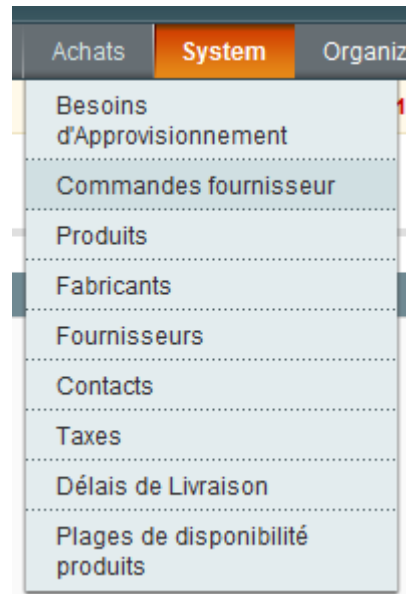 Achats System Organiz
Besoins
d'Approvisionnement
Commandes fournisseur
Produits
Fabricants
Fournisseurs
Contacts
Taxes
Délais de Livraison
Plages de disponibilité
produits